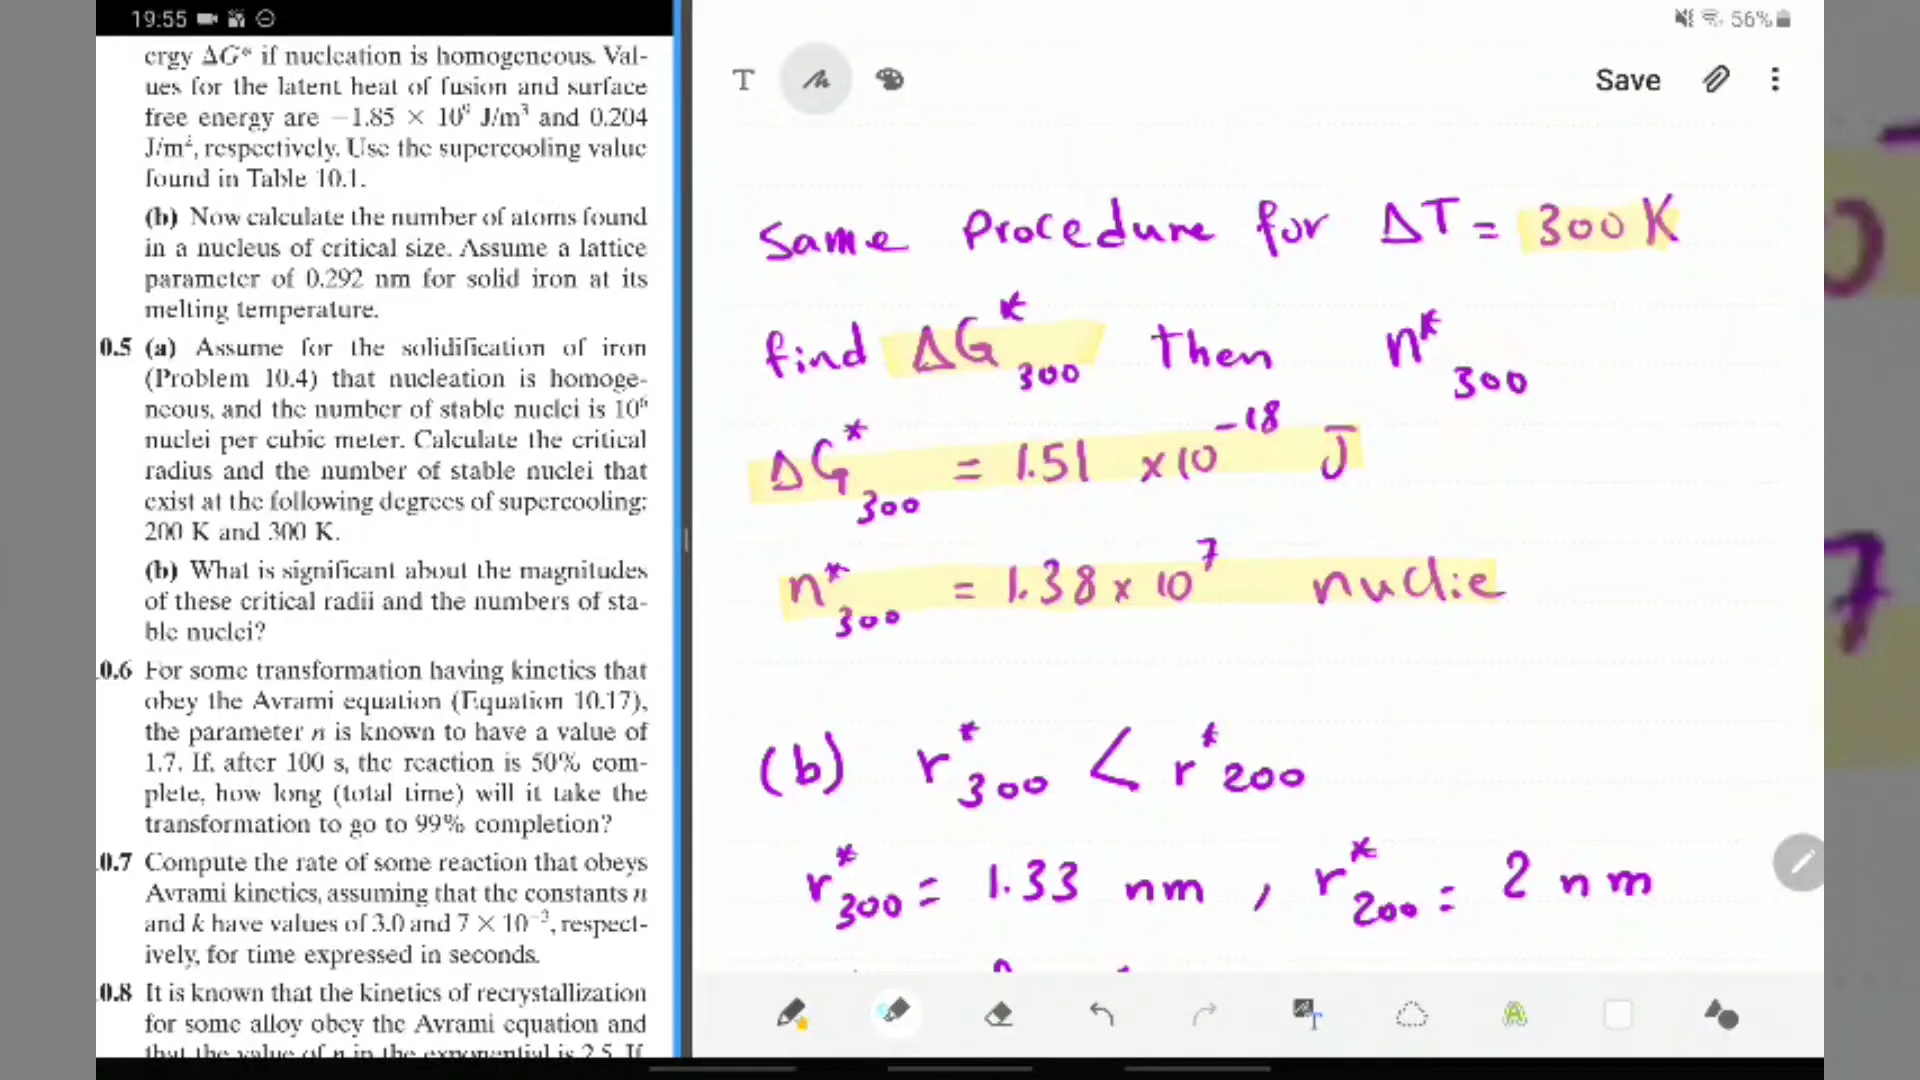 19:55
56%
ergy ΔG* if nucleation is homogeneous. Val-
ues for the latent heat of fusion and surface
free energy are −1.85 × 10⁹ J/m³ and 0.204
J/m², respectively. Use the supercooling value
found in Table 10.1.
(b) Now calculate the number of atoms found
in a nucleus of critical size. Assume a lattice
parameter of 0.292 nm for solid iron at its
melting temperature.
0.5 (a) Assume for the solidification of iron
(Problem 10.4) that nucleation is homoge-
neous, and the number of stable nuclei is 10⁶
nuclei per cubic meter. Calculate the critical
radius and the number of stable nuclei that
exist at the following degrees of supercooling:
200 K and 300 K.
(b) What is significant about the magnitudes
of these critical radii and the numbers of sta-
ble nuclei?
0.6 For some transformation having kinetics that
obey the Avrami equation (Equation 10.17),
the parameter n is known to have a value of
1.7. If, after 100 s, the reaction is 50% com-
plete, how long (total time) will it take the
transformation to go to 99% completion?
0.7 Compute the rate of some reaction that obeys
Avrami kinetics, assuming that the constants n
and k have values of 3.0 and 7 × 10⁻³, respect-
ively, for time expressed in seconds.
0.8 It is known that the kinetics of recrystallization
for some alloy obey the Avrami equation and
that the value of n in the exponential is 2.5. If,
T
Save
Same Procedure for ΔT = 300 K
find ΔG*300 then n*300
ΔG*300 = 1.51 x10⁻¹⁸ J
n*300 = 1.38 x 10⁷ nuclie
(b) r*300 < r*200
r*300 = 1.33 nm , r*200 = 2 nm